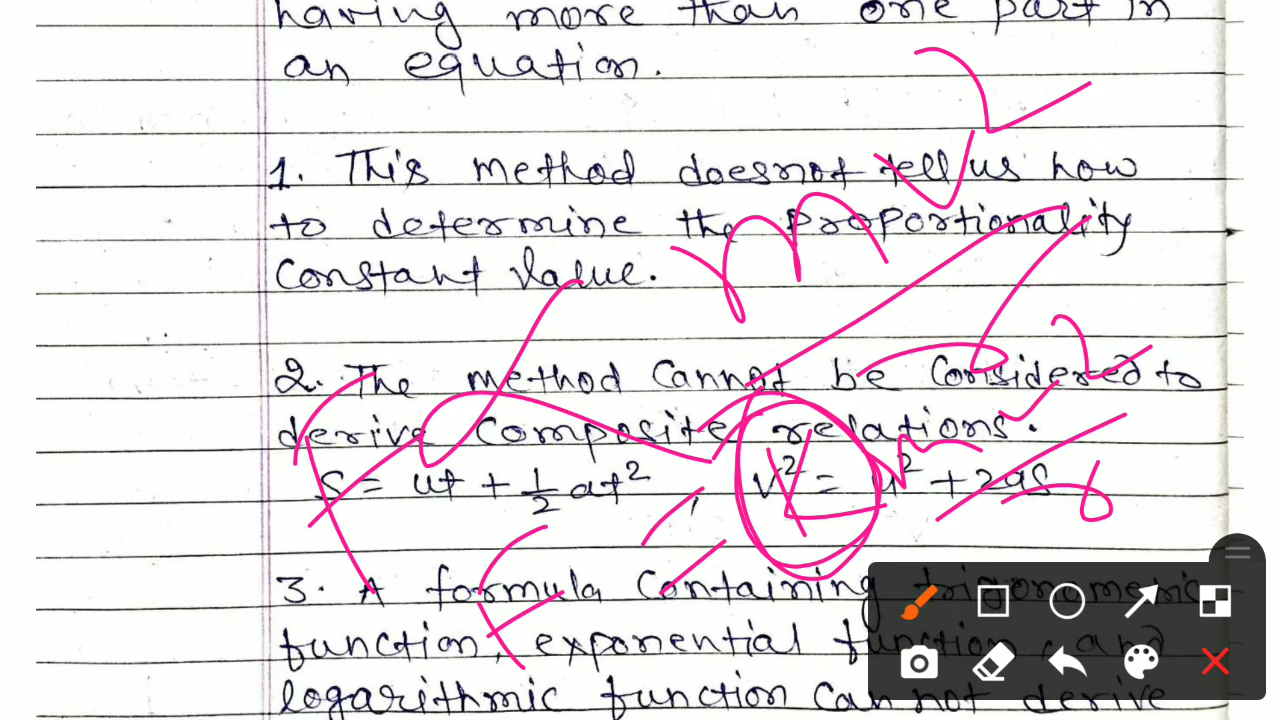 having more than one part in
an equation.
1. This method doesnot tell us how
to determine the proportionality
constant value.
2. The method cannot be considered to
derive composite relations.
S = ut + 1/2 at², v² = u² + 2as
3. A formula containing trigonometric
function, exponential function, and
logarithmic function can not derive